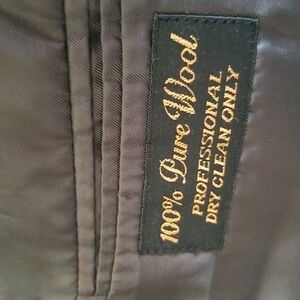 100% Pure Wool
PROFESSIONAL
DRY CLEAN ONLY